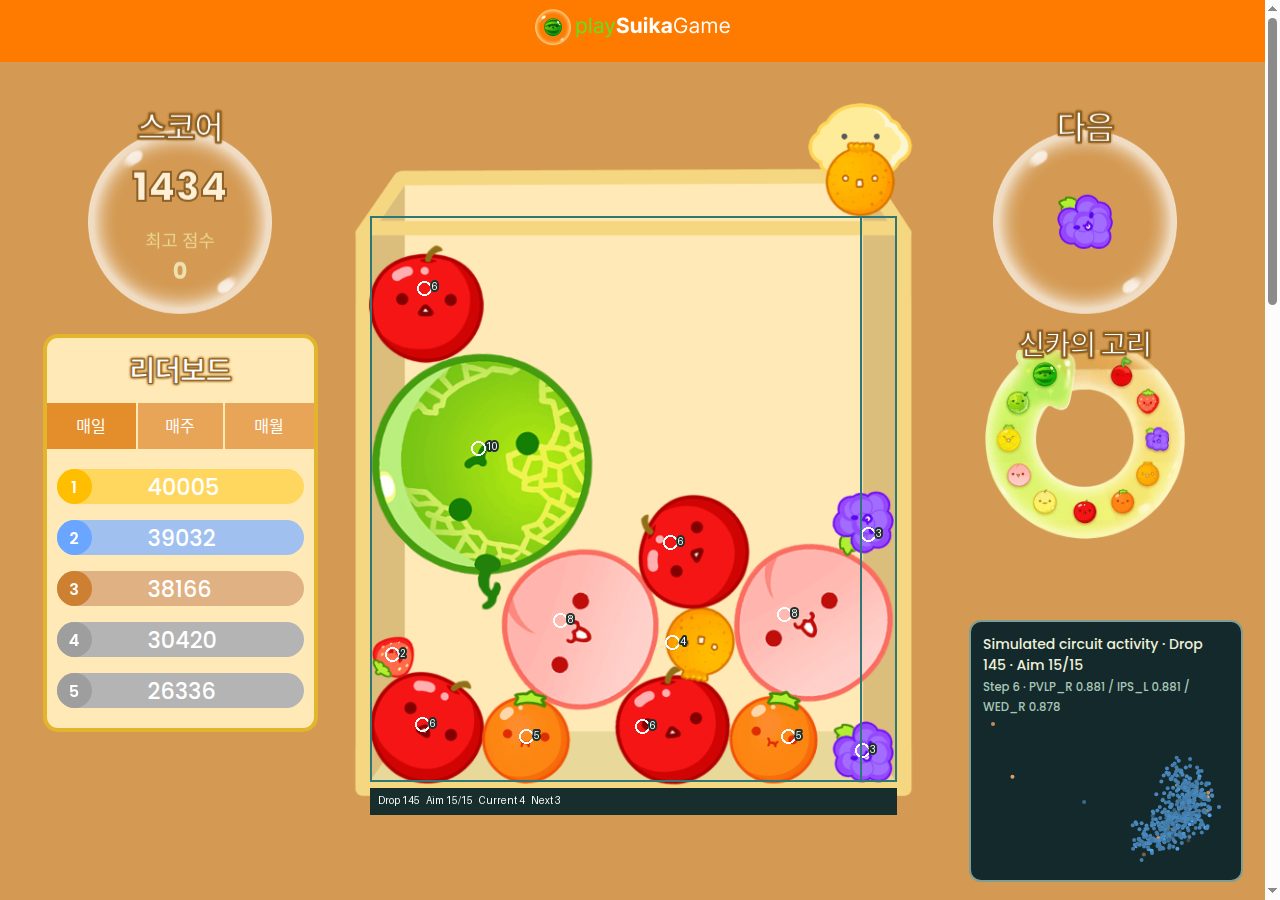 playSuikaGame
스코어
1434
최고 점수
0
다음
리더보드
매일
매주
매월
1 40005
2 39032
3 38166
4 30420
5 26336
신카의 고리
6
10
6
3
8
8
4
2
6
5
6
5
3
Drop 145 Aim 15/15 Current 4 Next 3
Simulated circuit activity · Drop
145 · Aim 15/15
Step 6 · PVLP_R 0.881 / IPS_L 0.881 /
WED_R 0.878